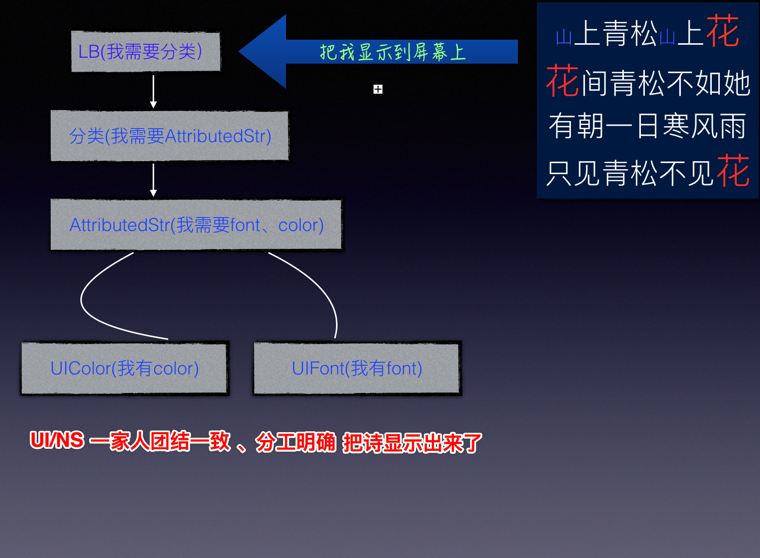 LB(我需要分类)
把我显示到屏幕上
山上青松山上花
花间青松不如她
有朝一日寒风雨
只见青松不见花
分类(我需要AttributedStr)
AttributedStr(我需要font、color)
UIColor(我有color)
UIFont(我有font)
UI/NS 一家人团结一致 、分工明确 把诗显示出来了